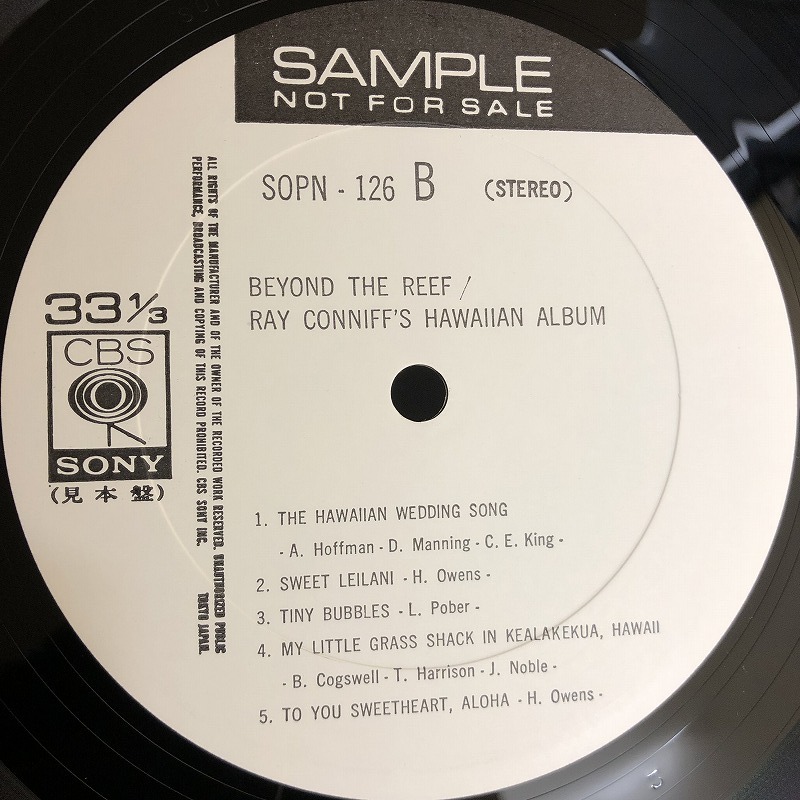 SAMPLE
NOT FOR SALE
SOPN - 126 B (STEREO)
BEYOND THE REEF /
RAY CONNIFF'S HAWAIIAN ALBUM
33 1/3
CBS
SONY
(見本盤)
ALL RIGHTS OF THE MANUFACTURER AND OF THE OWNER OF THE RECORDED WORK RESERVED. UNAUTHORIZED PUBLIC
PERFORMANCE, BROADCASTING AND COPYING OF THIS RECORD PROHIBITED. CBS SONY INC. TOKYO JAPAN.
1. THE HAWAIIAN WEDDING SONG
- A. Hoffman - D. Manning - C. E. King -
2. SWEET LEILANI - H. Owens -
3. TINY BUBBLES - L. Pober -
4. MY LITTLE GRASS SHACK IN KEALAKEKUA, HAWAII
- B. Cogswell - T. Harrison - J. Noble -
5. TO YOU SWEETHEART, ALOHA - H. Owens -